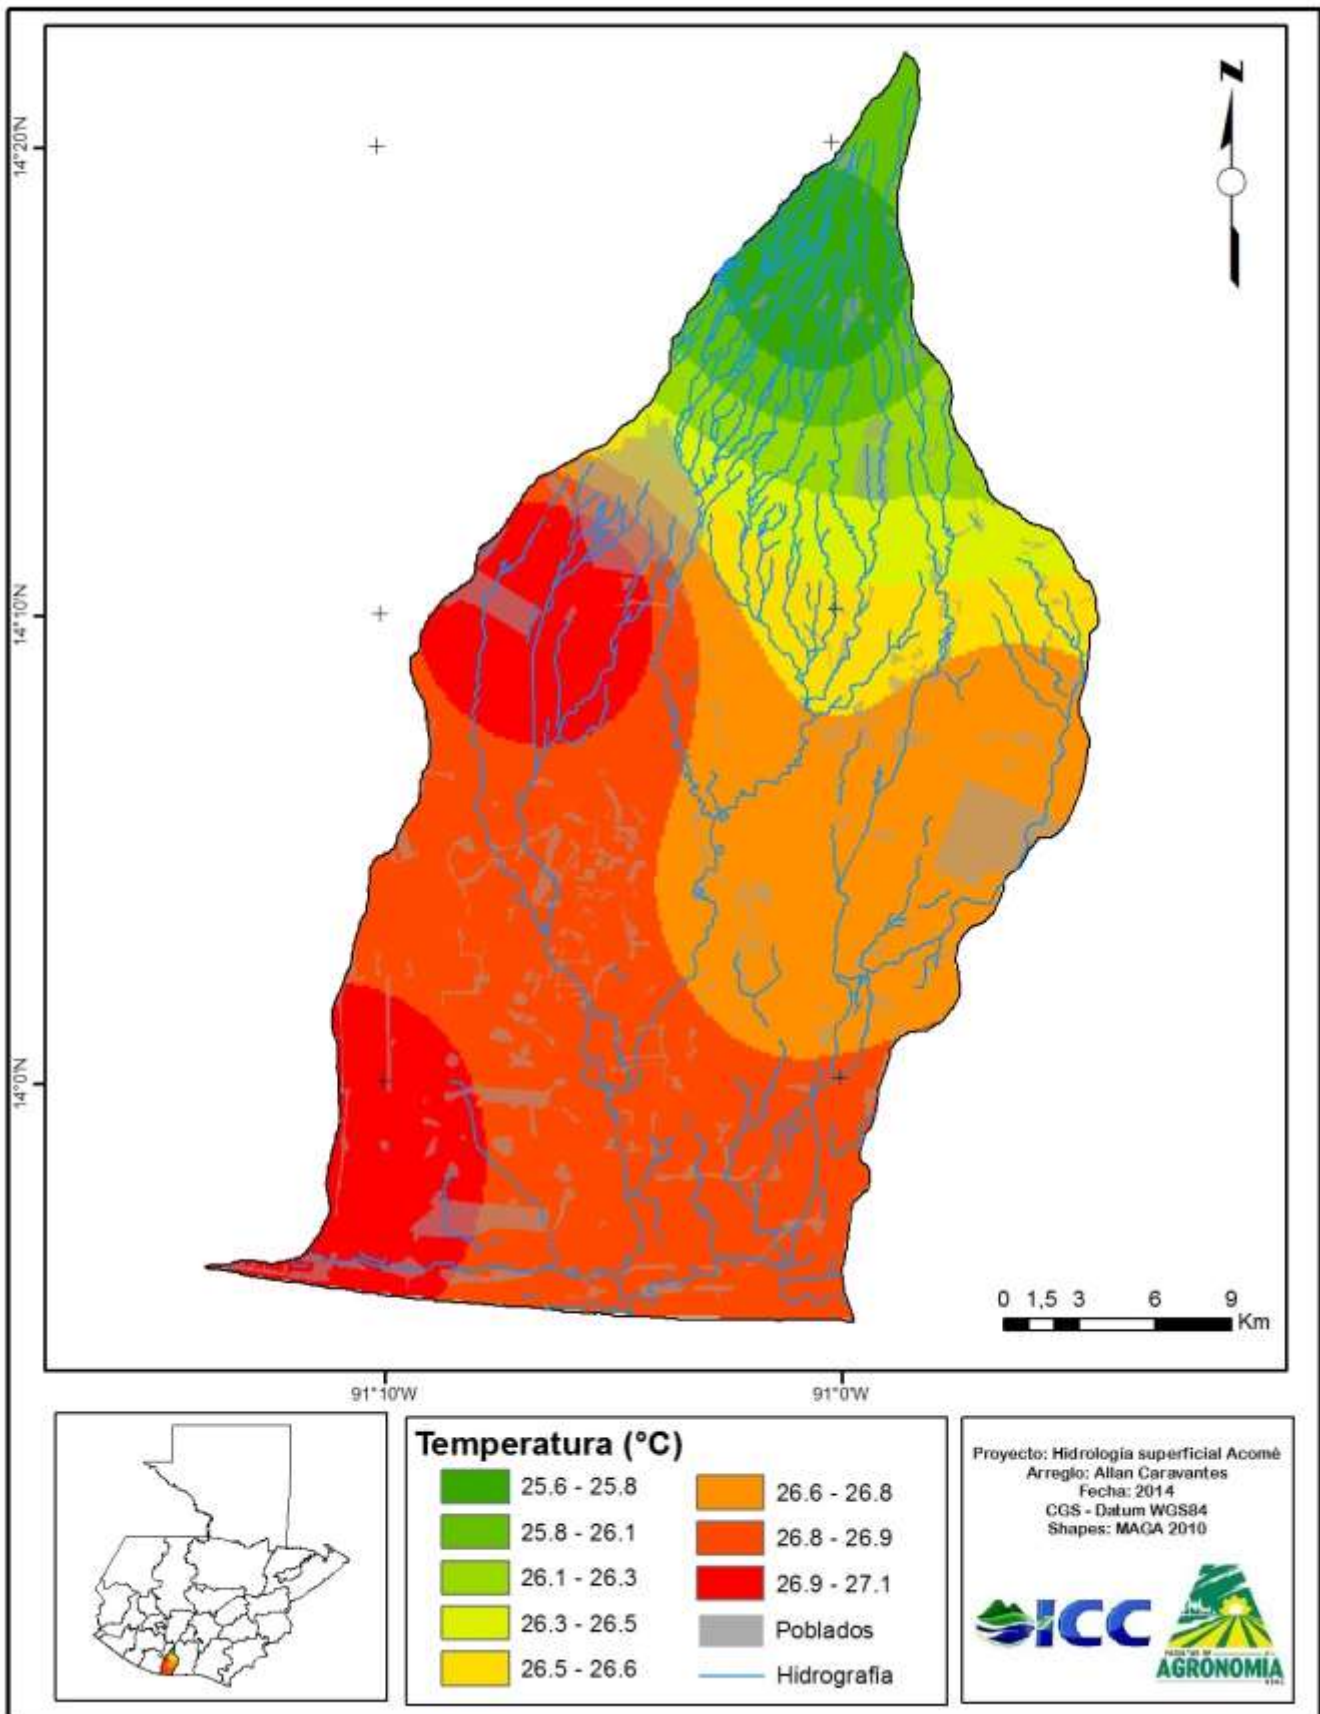 N
14°20'N
14°10'N
14°0'N
91°10'W
91°0'W
0 1,5 3 6 9
Km
Temperatura (°C)
25.6 - 25.8
25.8 - 26.1
26.1 - 26.3
26.3 - 26.5
26.5 - 26.6
26.6 - 26.8
26.8 - 26.9
26.9 - 27.1
Poblados
Hidrografía
Proyecto: Hidrología superficial Acomé
Arreglo: Allan Caravantes
Fecha: 2014
CGS - Datum WGS84
Shapes: MAGA 2010
ICC
FACULTAD DE
AGRONOMIA